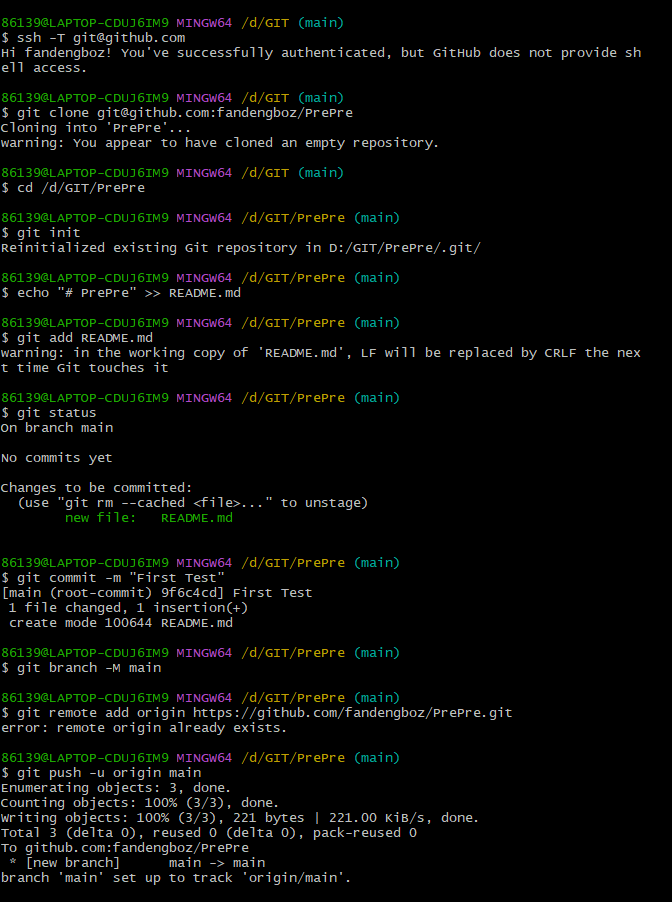 86139@LAPTOP-CDUJ6IM9 MINGW64 /d/GIT (main)
$ ssh -T git@github.com
Hi fandengboz! You've successfully authenticated, but GitHub does not provide sh
ell access.
86139@LAPTOP-CDUJ6IM9 MINGW64 /d/GIT (main)
$ git clone git@github.com:fandengboz/PrePre
Cloning into 'PrePre'...
warning: You appear to have cloned an empty repository.
86139@LAPTOP-CDUJ6IM9 MINGW64 /d/GIT (main)
$ cd /d/GIT/PrePre
86139@LAPTOP-CDUJ6IM9 MINGW64 /d/GIT/PrePre (main)
$ git init
Reinitialized existing Git repository in D:/GIT/PrePre/.git/
86139@LAPTOP-CDUJ6IM9 MINGW64 /d/GIT/PrePre (main)
$ echo "# PrePre" >> README.md
86139@LAPTOP-CDUJ6IM9 MINGW64 /d/GIT/PrePre (main)
$ git add README.md
warning: in the working copy of 'README.md', LF will be replaced by CRLF the nex
t time Git touches it
86139@LAPTOP-CDUJ6IM9 MINGW64 /d/GIT/PrePre (main)
$ git status
On branch main
No commits yet
Changes to be committed:
  (use "git rm --cached <file>..." to unstage)
        new file:   README.md
86139@LAPTOP-CDUJ6IM9 MINGW64 /d/GIT/PrePre (main)
$ git commit -m "First Test"
[main (root-commit) 9f6c4cd] First Test
 1 file changed, 1 insertion(+)
 create mode 100644 README.md
86139@LAPTOP-CDUJ6IM9 MINGW64 /d/GIT/PrePre (main)
$ git branch -M main
86139@LAPTOP-CDUJ6IM9 MINGW64 /d/GIT/PrePre (main)
$ git remote add origin https://github.com/fandengboz/PrePre.git
error: remote origin already exists.
86139@LAPTOP-CDUJ6IM9 MINGW64 /d/GIT/PrePre (main)
$ git push -u origin main
Enumerating objects: 3, done.
Counting objects: 100% (3/3), done.
Writing objects: 100% (3/3), 221 bytes | 221.00 KiB/s, done.
Total 3 (delta 0), reused 0 (delta 0), pack-reused 0
To github.com:fandengboz/PrePre
 * [new branch]      main -> main
branch 'main' set up to track 'origin/main'.